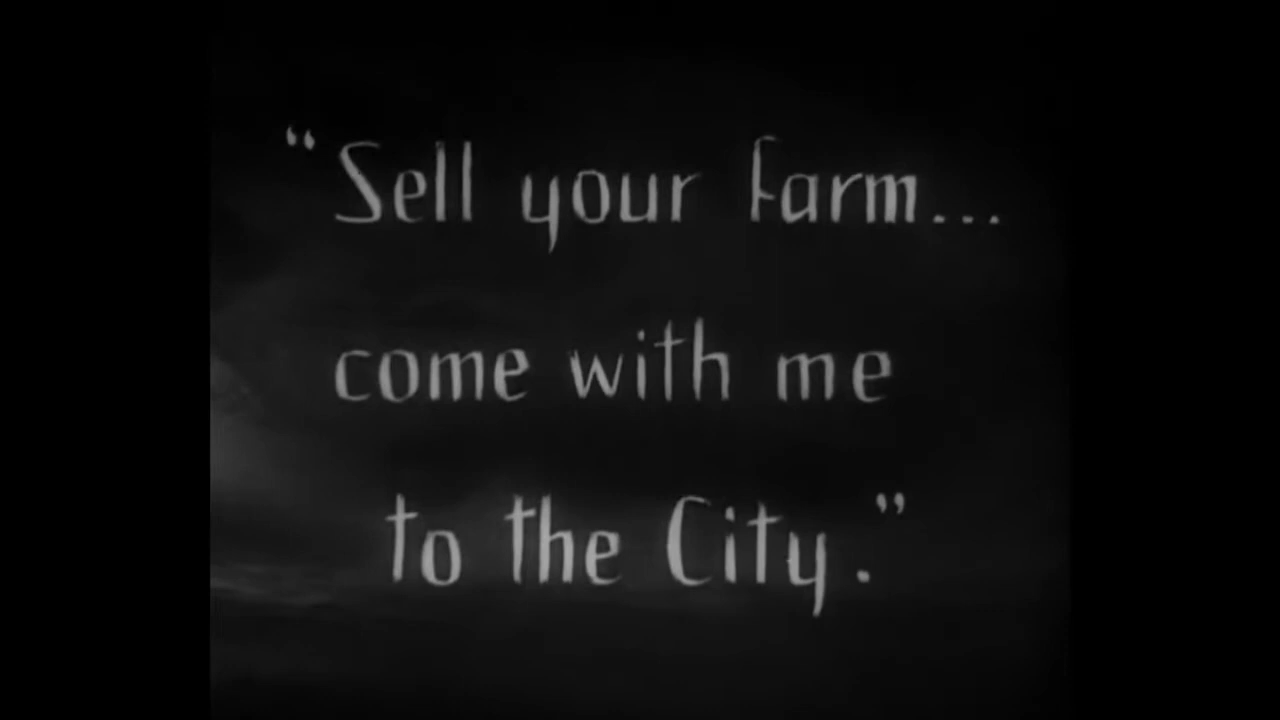 “Sell your farm...
come with me
to the City.”